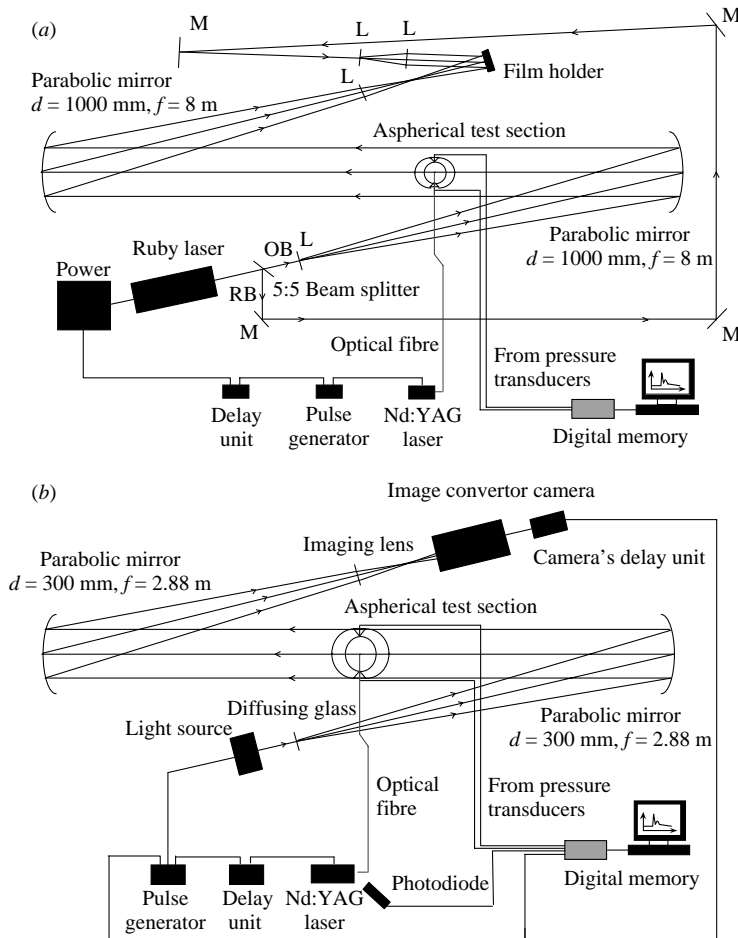 (a)
M
L
L
M
L
Film holder
Parabolic mirror
d = 1000 mm, f = 8 m
Aspherical test section
Ruby laser
OB
L
Parabolic mirror
d = 1000 mm, f = 8 m
Power
RB
5:5 Beam splitter
M
M
Optical fibre
From pressure
transducers
Delay
unit
Pulse
generator
Nd:YAG
laser
Digital memory
(b)
Image convertor camera
Imaging lens
Camera's delay unit
Parabolic mirror
d = 300 mm, f = 2.88 m
Aspherical test section
Diffusing glass
Light source
Parabolic mirror
d = 300 mm, f = 2.88 m
Optical
fibre
From pressure
transducers
Photodiode
Pulse
generator
Delay
unit
Nd:YAG
laser
Digital memory